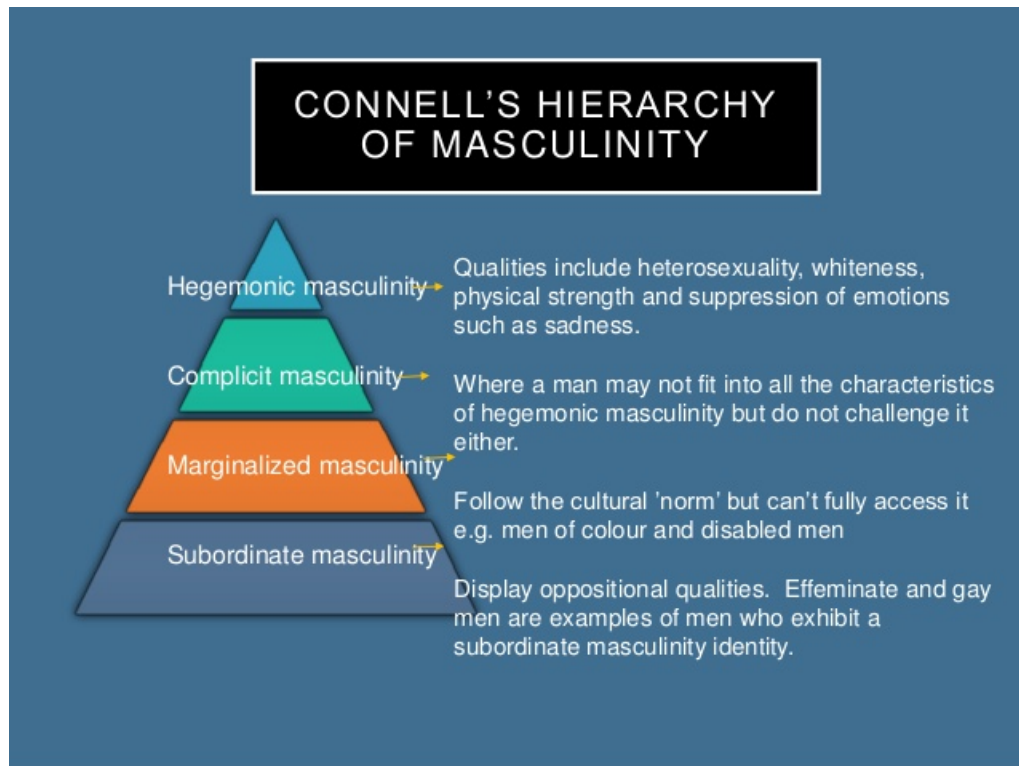 CONNELL’S HIERARCHY
OF MASCULINITY
Hegemonic masculinity
Qualities include heterosexuality, whiteness,
physical strength and suppression of emotions
such as sadness.
Complicit masculinity
Where a man may not fit into all the characteristics
of hegemonic masculinity but do not challenge it
either.
Marginalized masculinity
Follow the cultural ’norm’ but can’t fully access it
e.g. men of colour and disabled men
Subordinate masculinity
Display oppositional qualities.  Effeminate and gay
men are examples of men who exhibit a
subordinate masculinity identity.